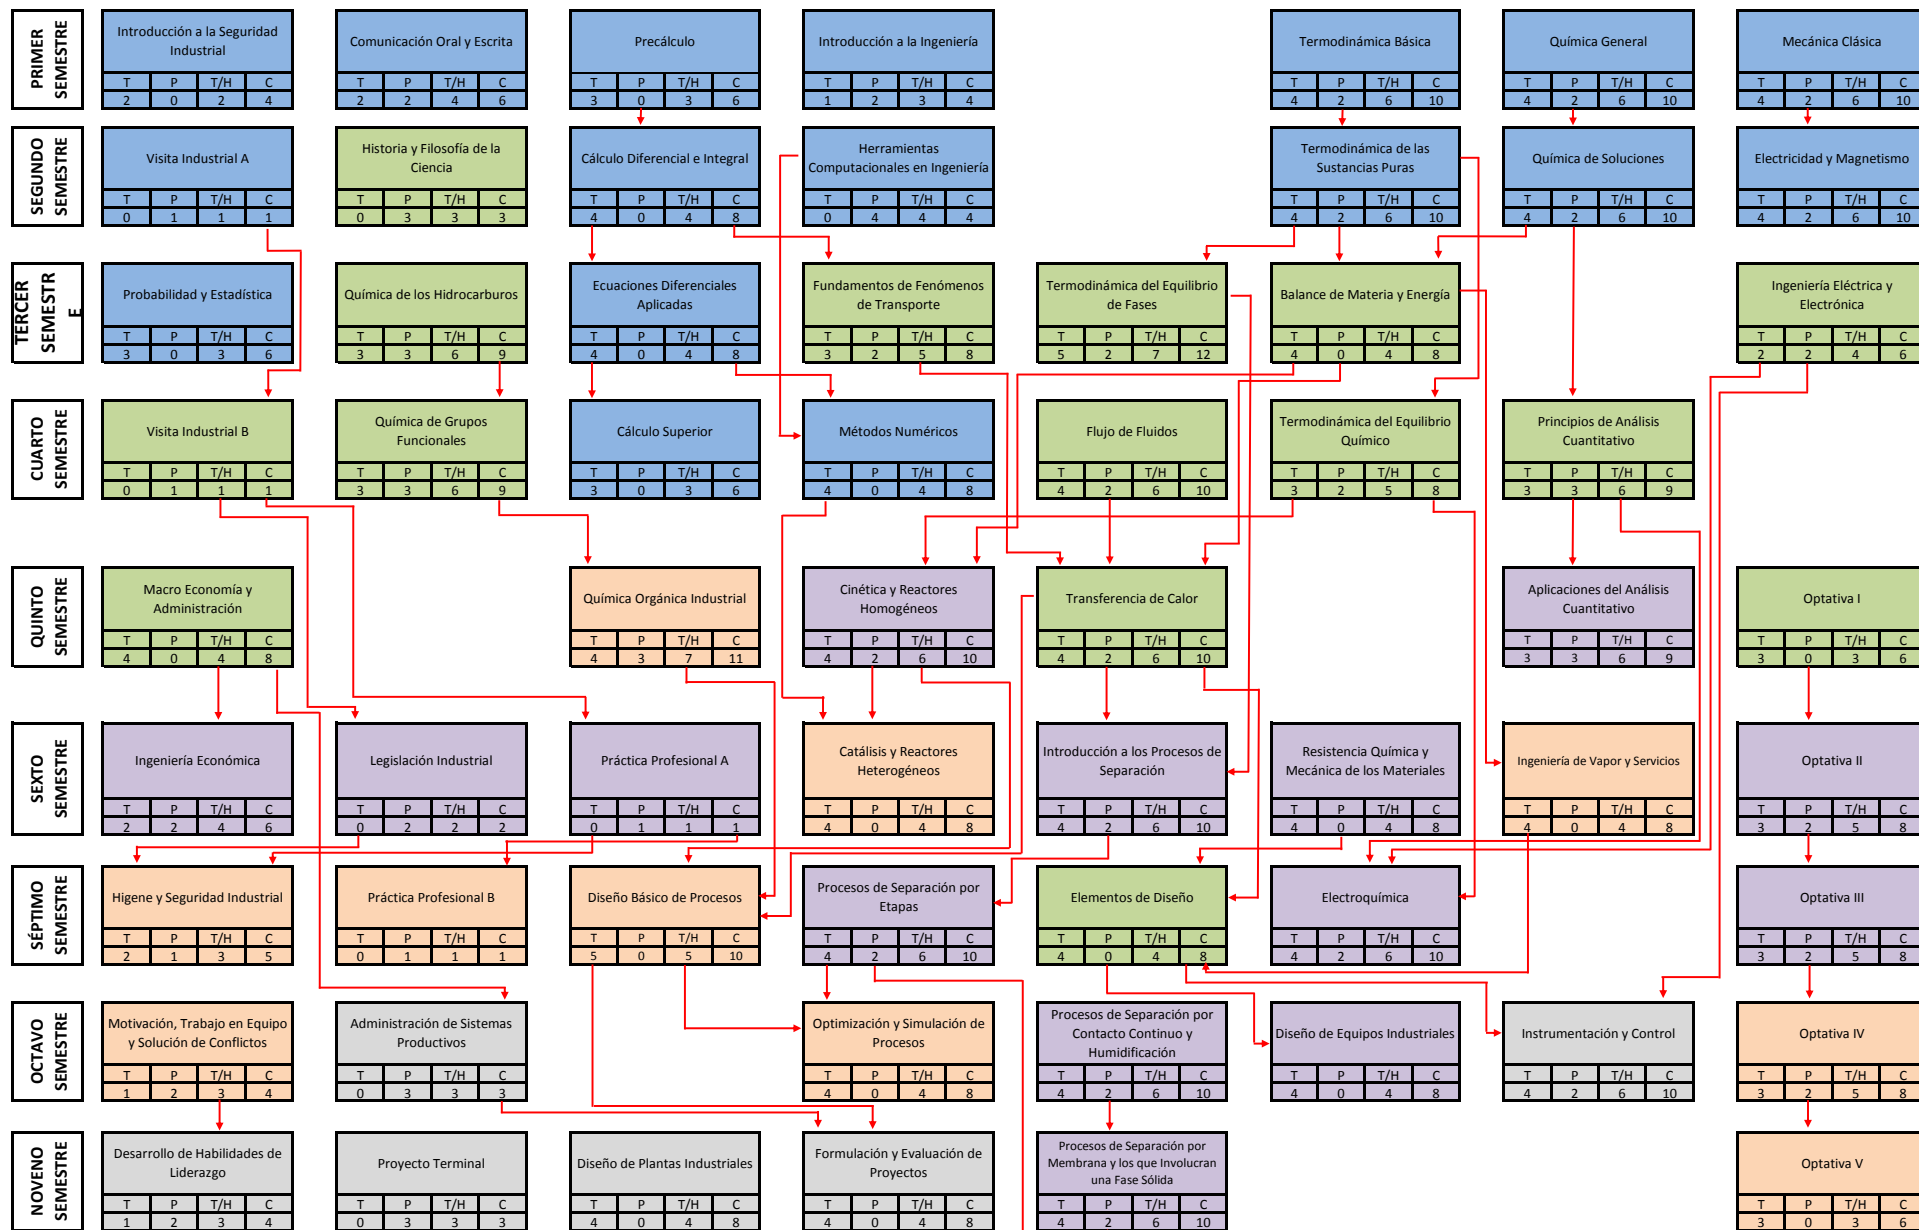 PRIMER
SEMESTRE
Introducción a la Seguridad
Industrial
T P T/H C
2 0 2 4
Comunicación Oral y Escrita
T P T/H C
2 2 4 6
Precálculo
T P T/H C
3 0 3 6
Introducción a la Ingeniería
T P T/H C
1 2 3 4
Termodinámica Básica
T P T/H C
4 2 6 10
Química General
T P T/H C
4 2 6 10
Mecánica Clásica
T P T/H C
4 2 6 10
SEGUNDO
SEMESTRE
Visita Industrial A
T P T/H C
0 1 1 1
Historia y Filosofía de la
Ciencia
T P T/H C
0 3 3 3
Cálculo Diferencial e Integral
T P T/H C
4 0 4 8
Herramientas
Computacionales en Ingeniería
T P T/H C
0 4 4 4
Termodinámica de las
Sustancias Puras
T P T/H C
4 2 6 10
Química de Soluciones
T P T/H C
4 2 6 10
Electricidad y Magnetismo
T P T/H C
4 2 6 10
TERCER
SEMESTR
E
Probabilidad y Estadística
T P T/H C
3 0 3 6
Química de los Hidrocarburos
T P T/H C
3 3 6 9
Ecuaciones Diferenciales
Aplicadas
T P T/H C
4 0 4 8
Fundamentos de Fenómenos
de Transporte
T P T/H C
3 2 5 8
Termodinámica del Equilibrio
de Fases
T P T/H C
5 2 7 12
Balance de Materia y Energía
T P T/H C
4 0 4 8
Ingeniería Eléctrica y
Electrónica
T P T/H C
2 2 4 6
CUARTO
SEMESTRE
Visita Industrial B
T P T/H C
0 1 1 1
Química de Grupos
Funcionales
T P T/H C
3 3 6 9
Cálculo Superior
T P T/H C
3 0 3 6
Métodos Numéricos
T P T/H C
4 0 4 8
Flujo de Fluidos
T P T/H C
4 2 6 10
Termodinámica del Equilibrio
Químico
T P T/H C
3 2 5 8
Principios de Análisis
Cuantitativo
T P T/H C
3 3 6 9
QUINTO
SEMESTRE
Macro Economía y
Administración
T P T/H C
4 0 4 8
Química Orgánica Industrial
T P T/H C
4 3 7 11
Cinética y Reactores
Homogéneos
T P T/H C
4 2 6 10
Transferencia de Calor
T P T/H C
4 2 6 10
Aplicaciones del Análisis
Cuantitativo
T P T/H C
3 3 6 9
Optativa I
T P T/H C
3 0 3 6
SEXTO
SEMESTRE
Ingeniería Económica
T P T/H C
2 2 4 6
Legislación Industrial
T P T/H C
0 2 2 2
Práctica Profesional A
T P T/H C
0 1 1 1
Catálisis y Reactores
Heterogéneos
T P T/H C
4 0 4 8
Introducción a los Procesos de
Separación
T P T/H C
4 2 6 10
Resistencia Química y
Mecánica de los Materiales
T P T/H C
4 0 4 8
Ingeniería de Vapor y Servicios
T P T/H C
4 0 4 8
Optativa II
T P T/H C
3 2 5 8
SÉPTIMO
SEMESTRE
Higene y Seguridad Industrial
T P T/H C
2 1 3 5
Práctica Profesional B
T P T/H C
0 1 1 1
Diseño Básico de Procesos
T P T/H C
5 0 5 10
Procesos de Separación por
Etapas
T P T/H C
4 2 6 10
Elementos de Diseño
T P T/H C
4 0 4 8
Electroquímica
T P T/H C
4 2 6 10
Optativa III
T P T/H C
3 2 5 8
OCTAVO
SEMESTRE
Motivación, Trabajo en Equipo
y Solución de Conflictos
T P T/H C
1 2 3 4
Administración de Sistemas
Productivos
T P T/H C
0 3 3 3
Optimización y Simulación de
Procesos
T P T/H C
4 0 4 8
Procesos de Separación por
Contacto Continuo y
Humidificación
T P T/H C
4 2 6 10
Diseño de Equipos Industriales
T P T/H C
4 0 4 8
Instrumentación y Control
T P T/H C
4 2 6 10
Optativa IV
T P T/H C
3 2 5 8
NOVENO
SEMESTRE
Desarrollo de Habilidades de
Liderazgo
T P T/H C
1 2 3 4
Proyecto Terminal
T P T/H C
0 3 3 3
Diseño de Plantas Industriales
T P T/H C
4 0 4 8
Formulación y Evaluación de
Proyectos
T P T/H C
4 0 4 8
Procesos de Separación por
Membrana y los que Involucran
una Fase Sólida
T P T/H C
4 2 6 10
Optativa V
T P T/H C
3 0 3 6